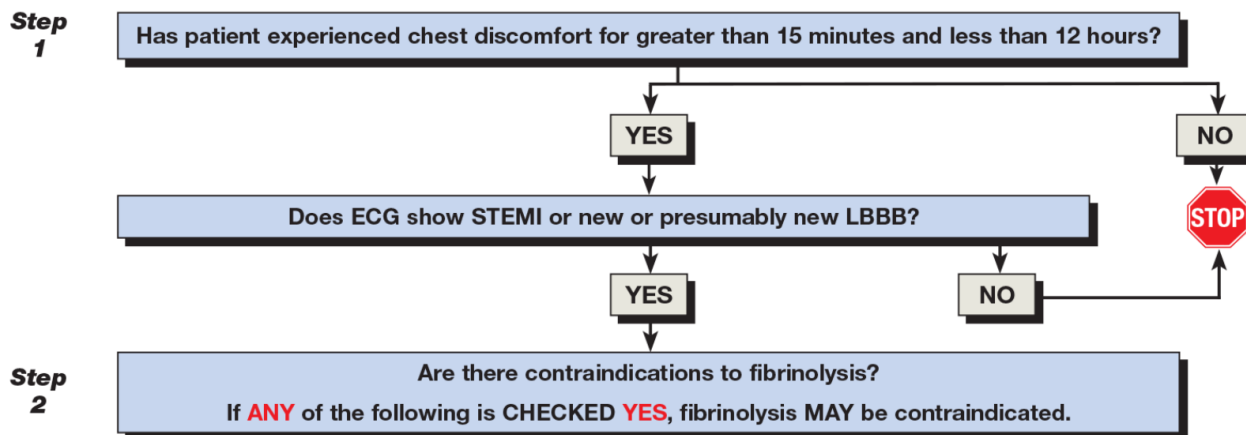 Step
1
Has patient experienced chest discomfort for greater than 15 minutes and less than 12 hours?
YES
NO
Does ECG show STEMI or new or presumably new LBBB?
STOP
YES
NO
Step
2
Are there contraindications to fibrinolysis?
If ANY of the following is CHECKED YES, fibrinolysis MAY be contraindicated.